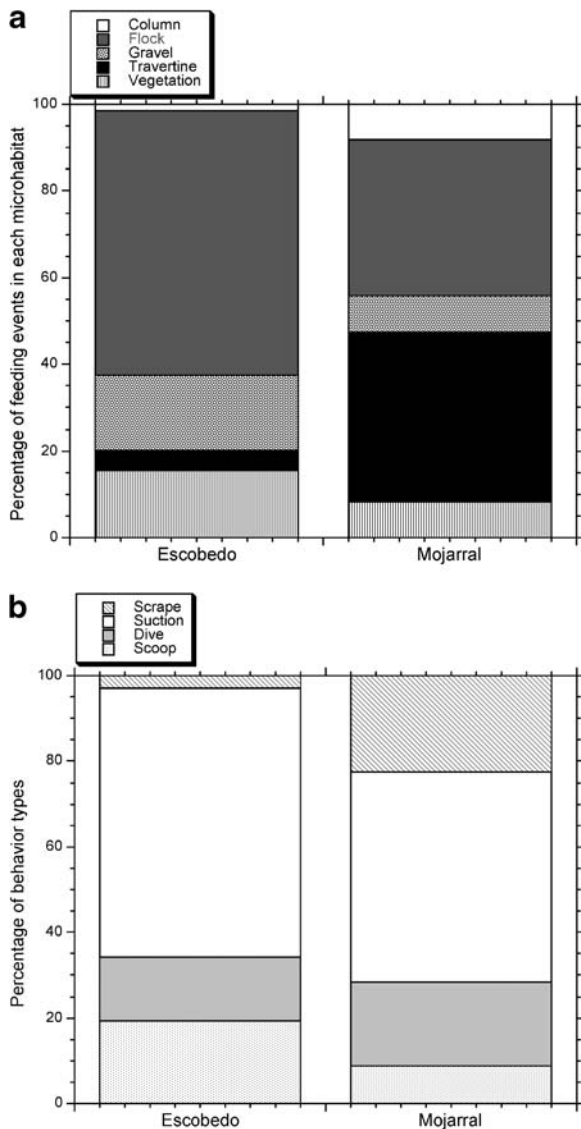 a
Column
Flock
Gravel
Travertine
Vegetation
Percentage of feeding events in each microhabitat
100
80
60
40
20
0
Escobedo Mojarral
b
Scrape
Suction
Dive
Scoop
Percentage of behavior types
100
80
60
40
20
0
Escobedo Mojarral